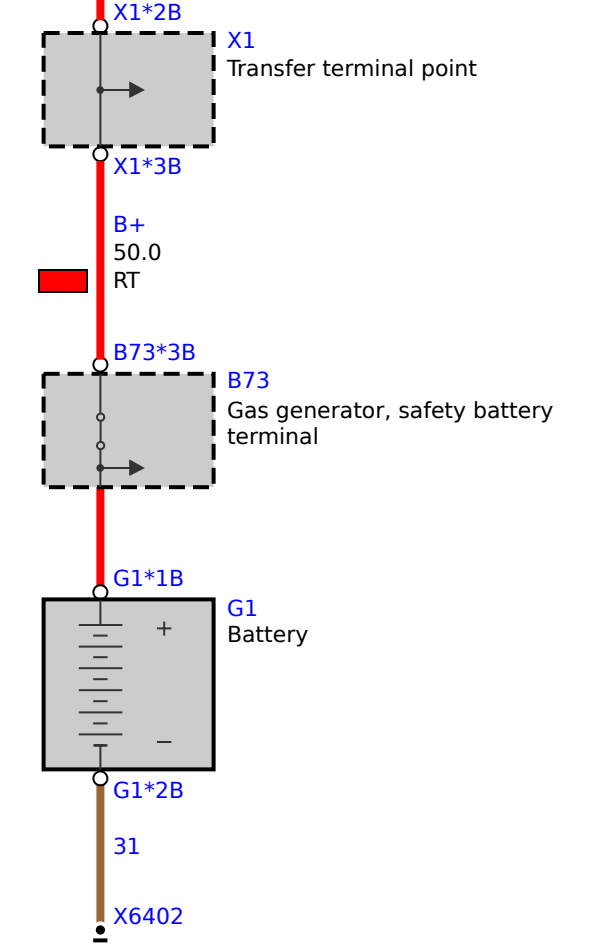 X1*2B
X1
Transfer terminal point
X1*3B
B+
50.0
RT
B73*3B
B73
Gas generator, safety battery
terminal
G1*1B
G1
Battery
+
−
G1*2B
31
X6402